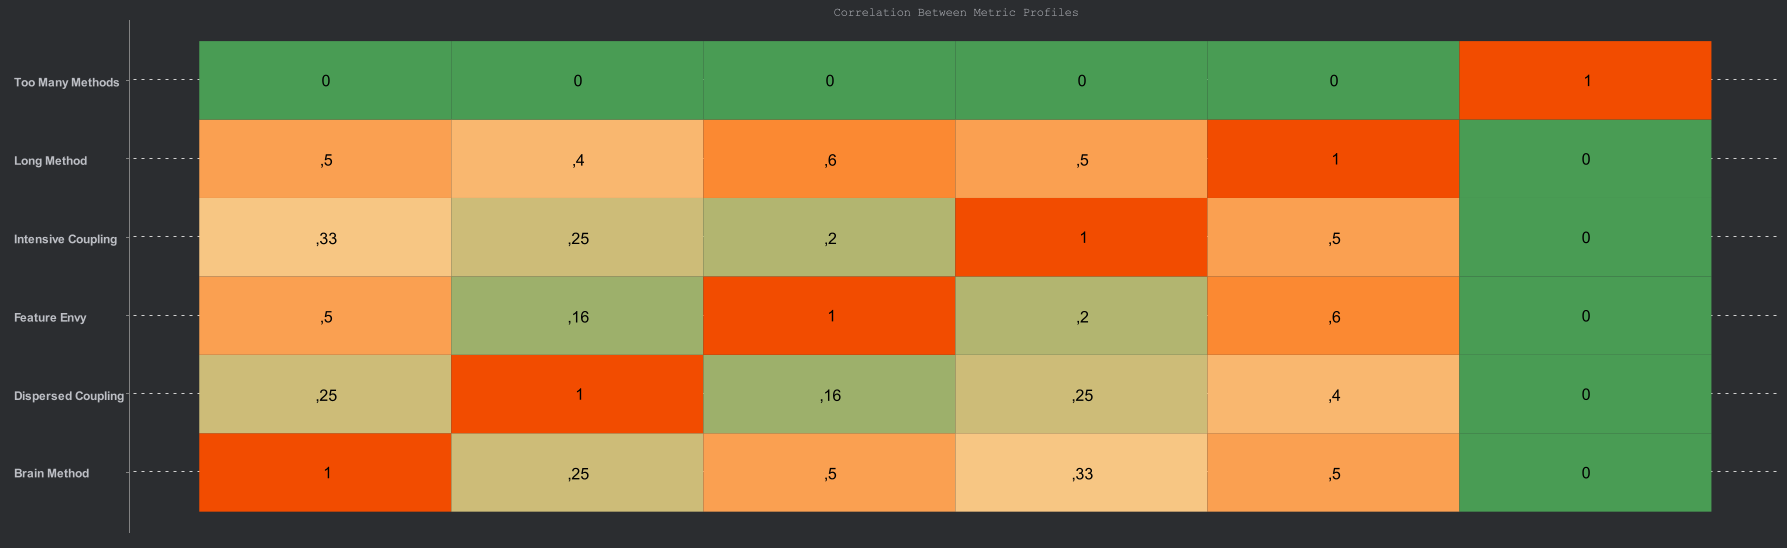 Correlation Between Metric Profiles
Too Many Methods 0 0 0 0 0 1
Long Method ,5 ,4 ,6 ,5 1 0
Intensive Coupling ,33 ,25 ,2 1 ,5 0
Feature Envy ,5 ,16 1 ,2 ,6 0
Dispersed Coupling ,25 1 ,16 ,25 ,4 0
Brain Method 1 ,25 ,5 ,33 ,5 0